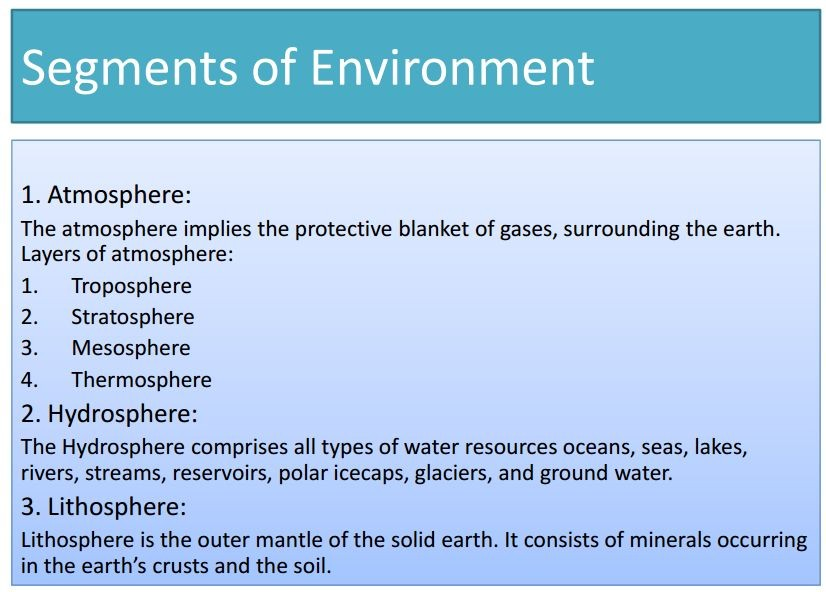 Segments of Environment
1. Atmosphere:
The atmosphere implies the protective blanket of gases, surrounding the earth.
Layers of atmosphere:
1. Troposphere
2. Stratosphere
3. Mesosphere
4. Thermosphere
2. Hydrosphere:
The Hydrosphere comprises all types of water resources oceans, seas, lakes,
rivers, streams, reservoirs, polar icecaps, glaciers, and ground water.
3. Lithosphere:
Lithosphere is the outer mantle of the solid earth. It consists of minerals occurring
in the earth’s crusts and the soil.